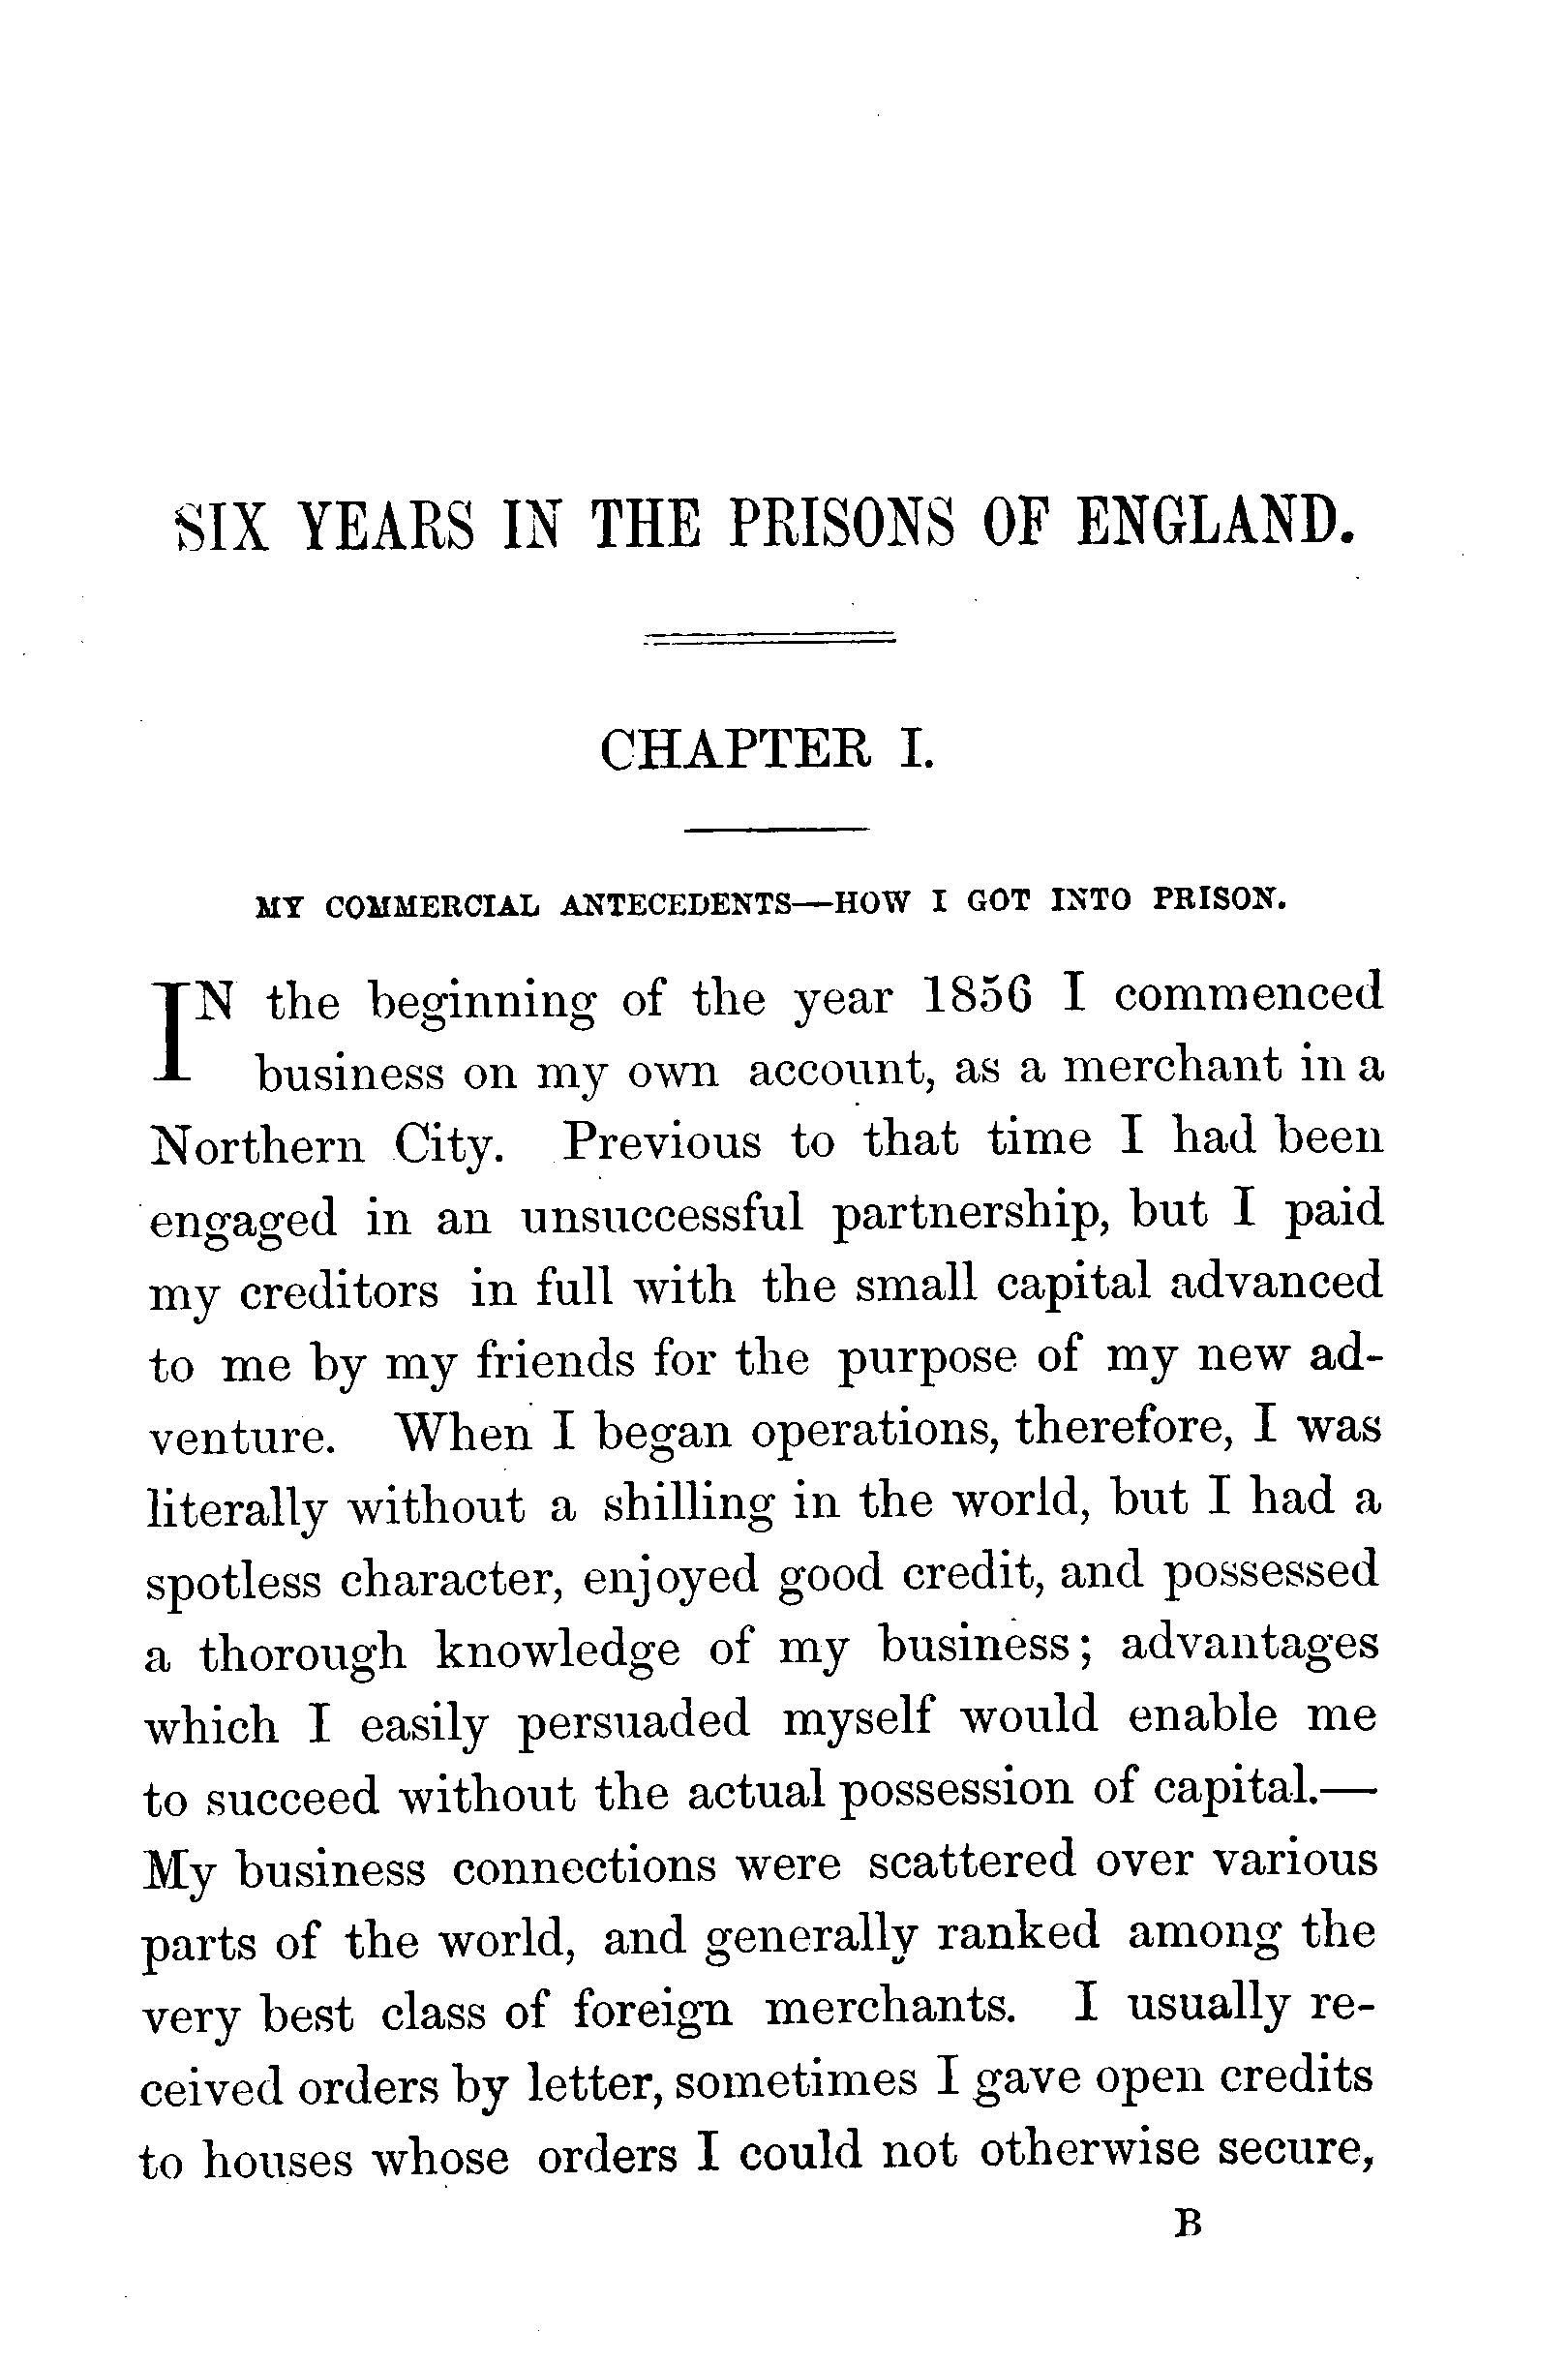 SIX YEARS IN THE PRISONS OF ENGLAND.
CHAPTER I.
MY COMMERCIAL ANTECEDENTS—HOW I GOT INTO PRISON.
IN the beginning of the year 1856 I commenced
business on my own account, as a merchant in a
Northern City. Previous to that time I had been
engaged in an unsuccessful partnership, but I paid
my creditors in full with the small capital advanced
to me by my friends for the purpose of my new ad-
venture. When I began operations, therefore, I was
literally without a shilling in the world, but I had a
spotless character, enjoyed good credit, and possessed
a thorough knowledge of my business; advantages
which I easily persuaded myself would enable me
to succeed without the actual possession of capital.—
My business connections were scattered over various
parts of the world, and generally ranked among the
very best class of foreign merchants. I usually re-
ceived orders by letter, sometimes I gave open credits
to houses whose orders I could not otherwise secure,
B